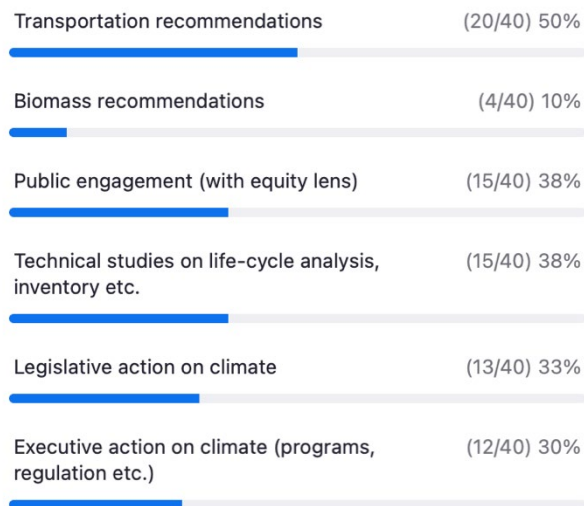 Transportation recommendations (20/40) 50%
Biomass recommendations (4/40) 10%
Public engagement (with equity lens) (15/40) 38%
Technical studies on life-cycle analysis, (15/40) 38%
inventory etc.
Legislative action on climate (13/40) 33%
Executive action on climate (programs, (12/40) 30%
regulation etc.)